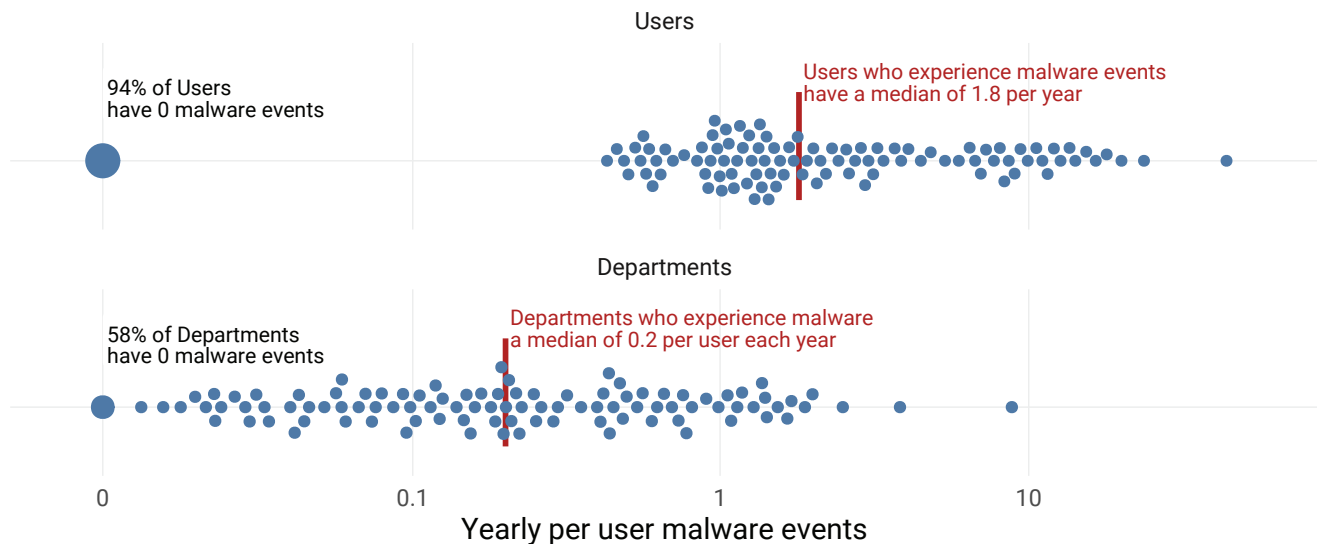 Users
94% of Users
have 0 malware events
Users who experience malware events
have a median of 1.8 per year
Departments
58% of Departments
have 0 malware events
Departments who experience malware
a median of 0.2 per user each year
0
0.1
1
10
Yearly per user malware events